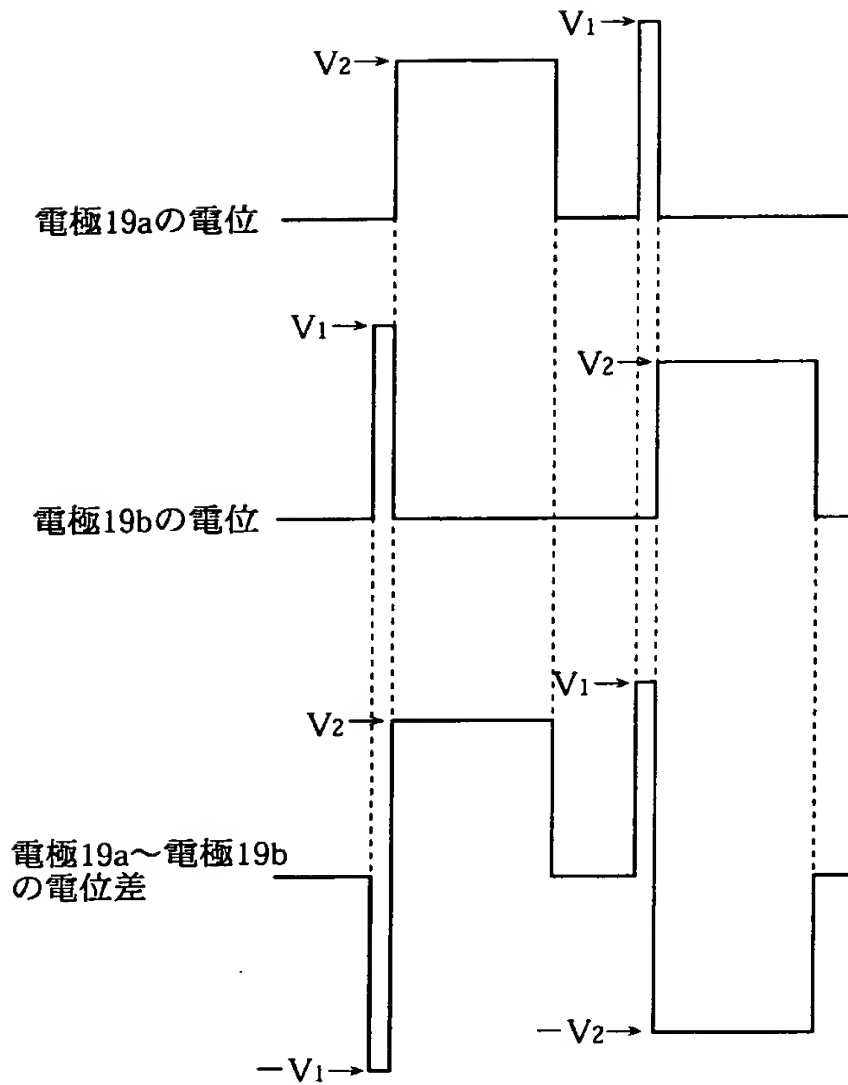 V1→
V2→
電極19aの電位
V1→
V2→
電極19bの電位
V1→
V2→
電極19a～電極19b
の電位差
－V2→
－V1→